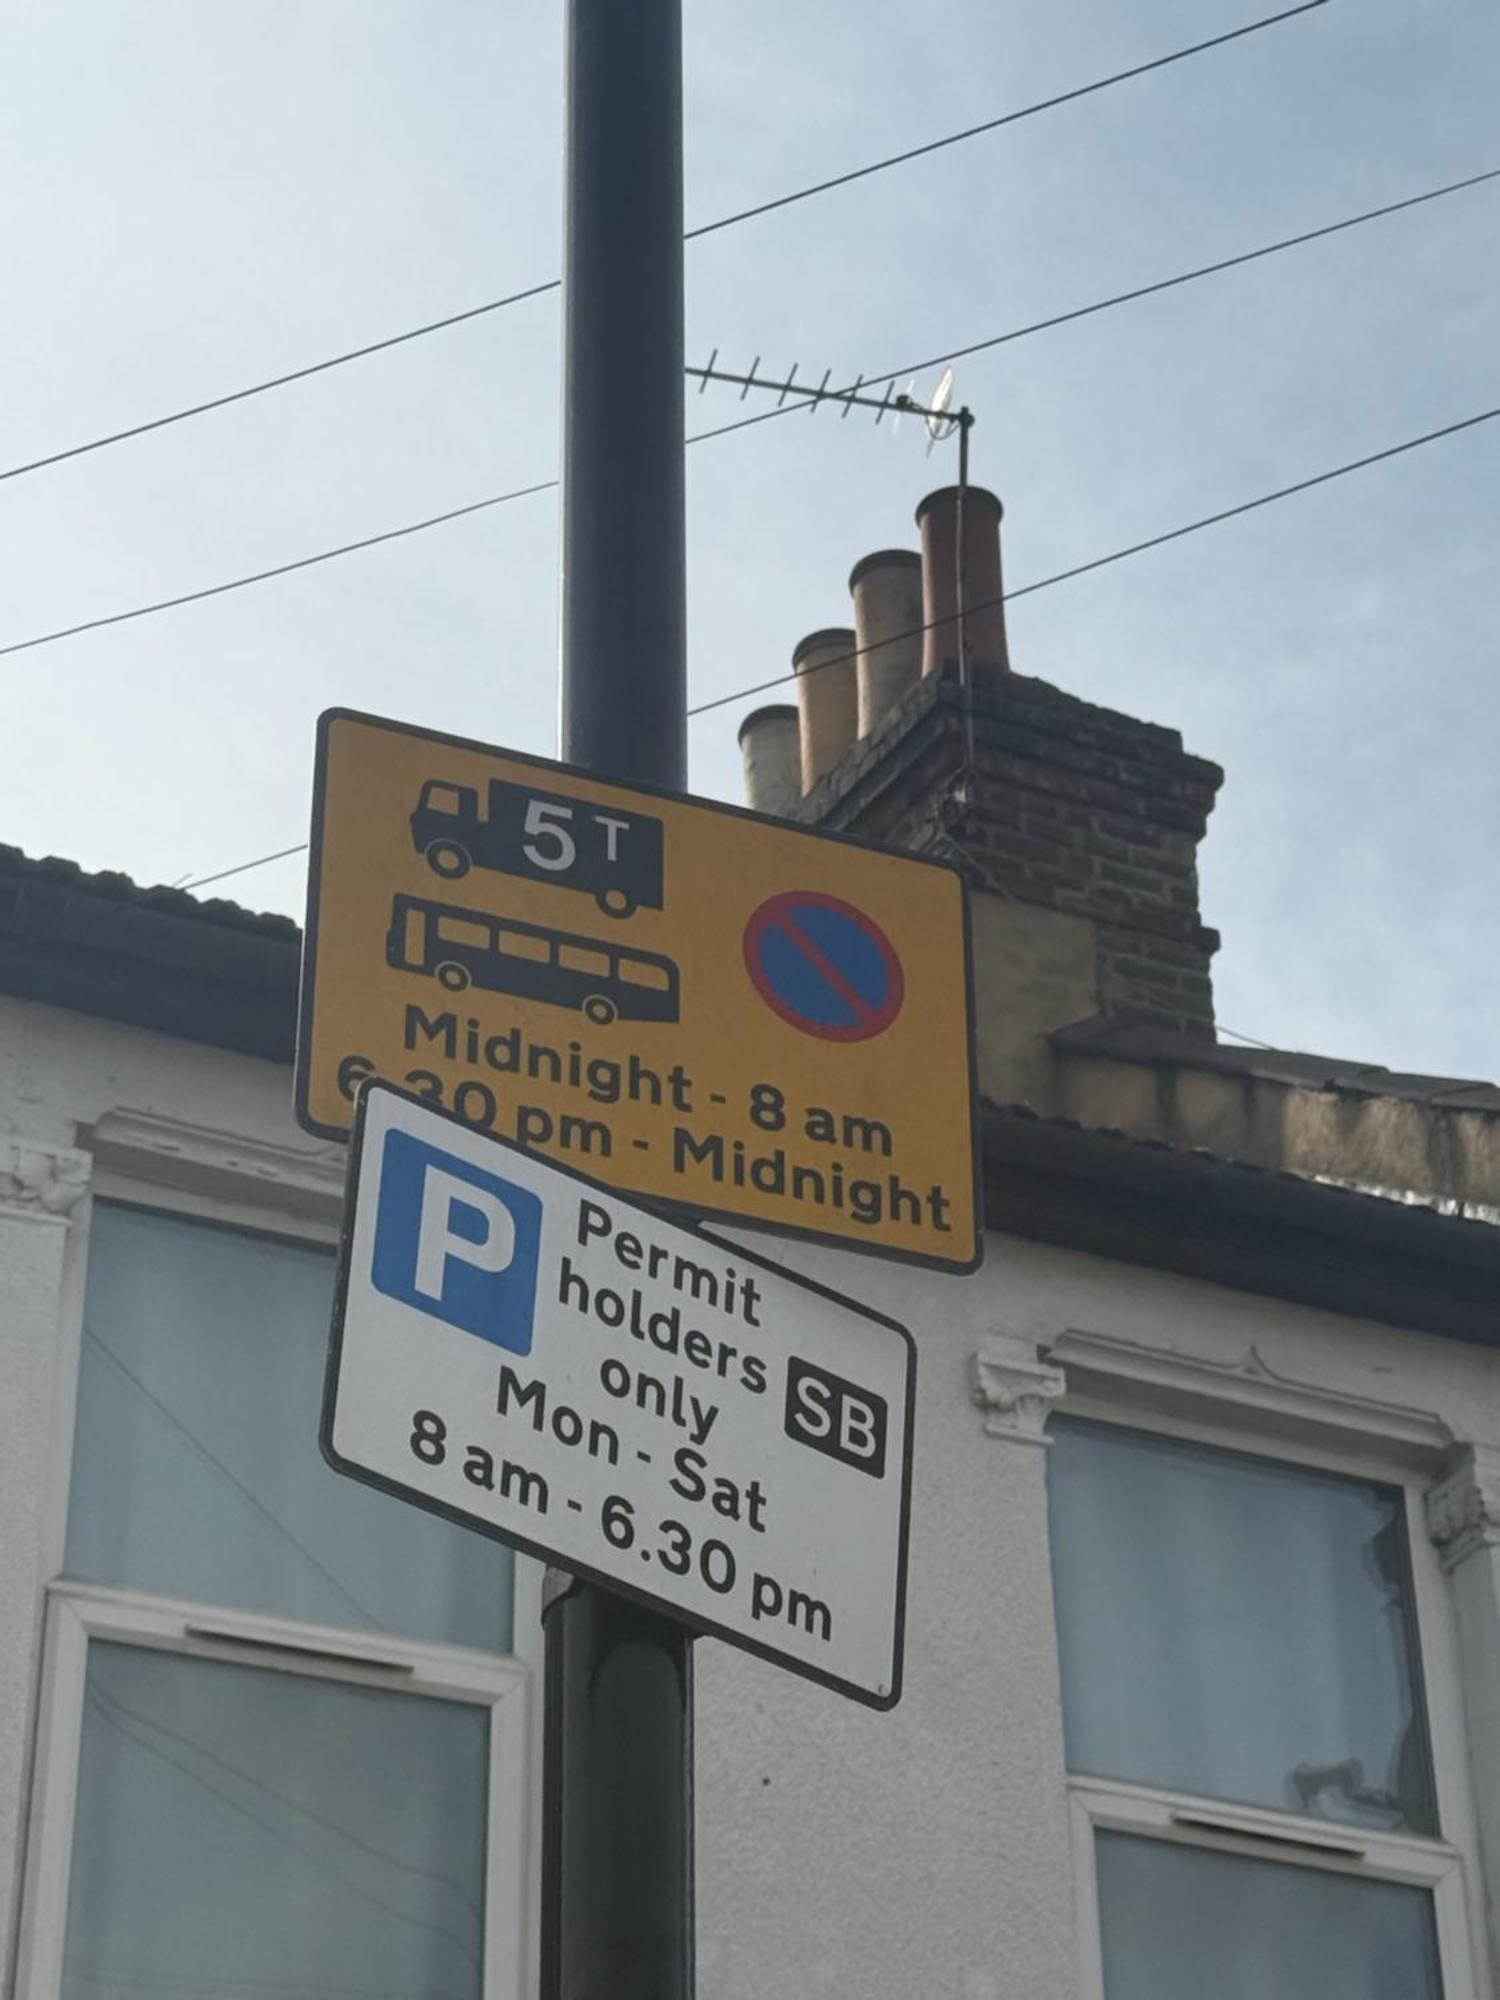 5T
Midnight - 8 am
6.30 pm - Midnight
P
Permit
holders
only
SB
Mon - Sat
8 am - 6.30 pm